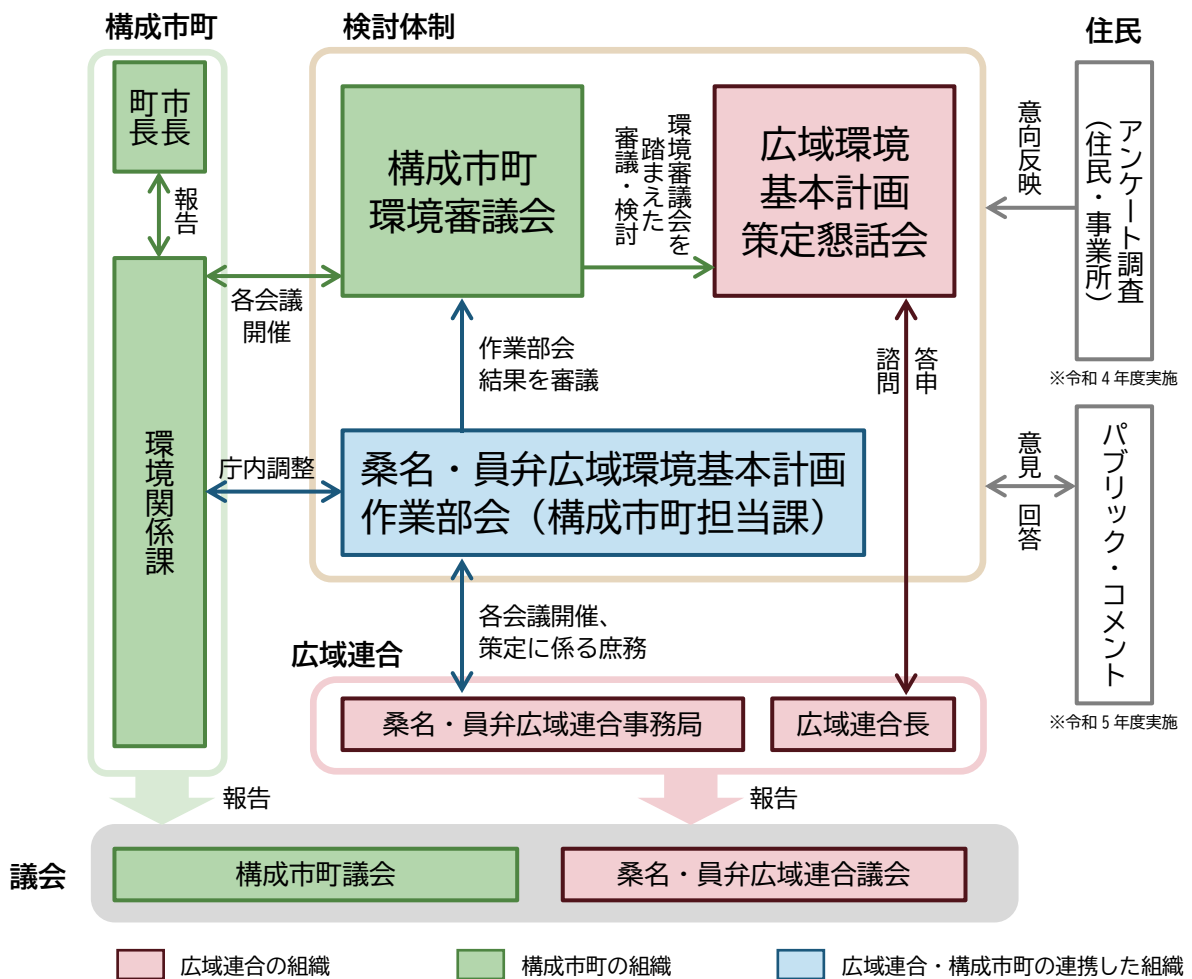 構成市町
検討体制
住民
市長
町長
報告
環境関係課
各会議
開催
庁内調整
構成市町
環境審議会
環境審議会を
踏まえた
審議・検討
広域環境
基本計画
策定懇話会
作業部会
結果を審議
諮問
答申
桑名・員弁広域環境基本計画
作業部会（構成市町担当課）
意向反映
アンケート調査
（住民・事業所）
※令和4年度実施
意見
回答
パブリック・コメント
※令和5年度実施
各会議開催、
策定に係る庶務
広域連合
桑名・員弁広域連合事務局
広域連合長
報告
報告
議会
構成市町議会
桑名・員弁広域連合議会
広域連合の組織
構成市町の組織
広域連合・構成市町の連携した組織